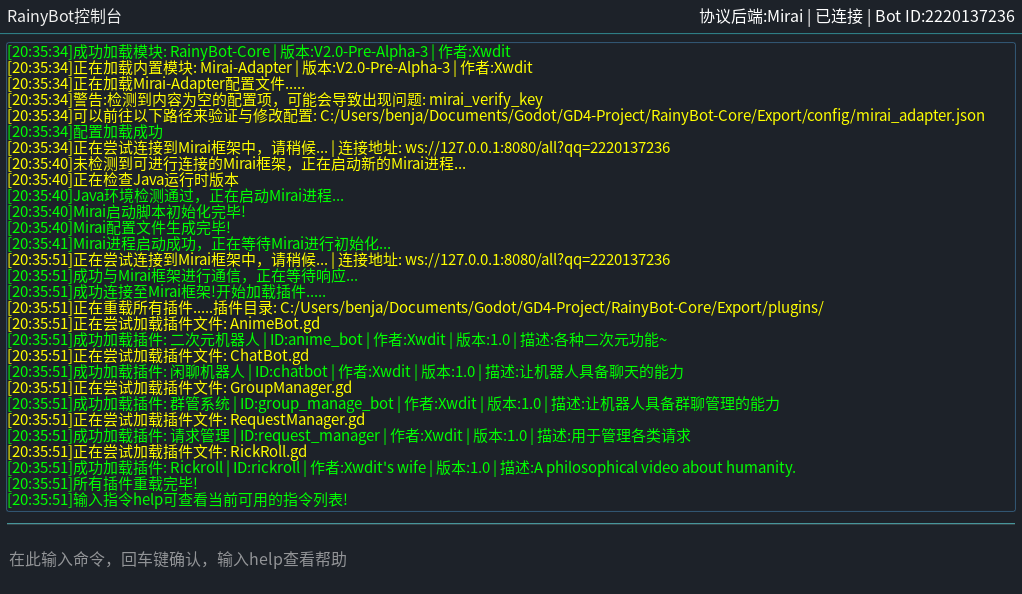 RainyBot控制台
协议后端:Mirai | 已连接 | Bot ID:2220137236
[20:35:34]成功加载模块: RainyBot-Core | 版本:V2.0-Pre-Alpha-3 | 作者:Xwdit
[20:35:34]正在加载内置模块: Mirai-Adapter | 版本:V2.0-Pre-Alpha-3 | 作者:Xwdit
[20:35:34]正在加载Mirai-Adapter配置文件.....
[20:35:34]警告:检测到内容为空的配置项，可能会导致出现问题: mirai_verify_key
[20:35:34]可以前往以下路径来验证与修改配置: C:/Users/benja/Documents/Godot/GD4-Project/RainyBot-Core/Export/config/mirai_adapter.json
[20:35:34]配置加载成功
[20:35:34]正在尝试连接到Mirai框架中，请稍候... | 连接地址: ws://127.0.0.1:8080/all?qq=2220137236
[20:35:40]未检测到可进行连接的Mirai框架，正在启动新的Mirai进程...
[20:35:40]正在检查Java运行时版本
[20:35:40]Java环境检测通过，正在启动Mirai进程...
[20:35:40]Mirai启动脚本初始化完毕!
[20:35:40]Mirai配置文件生成完毕!
[20:35:41]Mirai进程启动成功，正在等待Mirai进行初始化...
[20:35:51]正在尝试连接到Mirai框架中，请稍候... | 连接地址: ws://127.0.0.1:8080/all?qq=2220137236
[20:35:51]成功与Mirai框架进行通信，正在等待响应...
[20:35:51]成功连接至Mirai框架!开始加载插件.....
[20:35:51]正在重载所有插件.....插件目录: C:/Users/benja/Documents/Godot/GD4-Project/RainyBot-Core/Export/plugins/
[20:35:51]正在尝试加载插件文件: AnimeBot.gd
[20:35:51]成功加载插件: 二次元机器人 | ID:anime_bot | 作者:Xwdit | 版本:1.0 | 描述:各种二次元功能~
[20:35:51]正在尝试加载插件文件: ChatBot.gd
[20:35:51]成功加载插件: 闲聊机器人 | ID:chatbot | 作者:Xwdit | 版本:1.0 | 描述:让机器人具备聊天的能力
[20:35:51]正在尝试加载插件文件: GroupManager.gd
[20:35:51]成功加载插件: 群管系统 | ID:group_manage_bot | 作者:Xwdit | 版本:1.0 | 描述:让机器人具备群聊管理的能力
[20:35:51]正在尝试加载插件文件: RequestManager.gd
[20:35:51]成功加载插件: 请求管理 | ID:request_manager | 作者:Xwdit | 版本:1.0 | 描述:用于管理各类请求
[20:35:51]正在尝试加载插件文件: RickRoll.gd
[20:35:51]成功加载插件: Rickroll | ID:rickroll | 作者:Xwdit's wife | 版本:1.0 | 描述:A philosophical video about humanity.
[20:35:51]所有插件重载完毕!
[20:35:51]输入指令help可查看当前可用的指令列表!
在此输入命令，回车键确认，输入help查看帮助